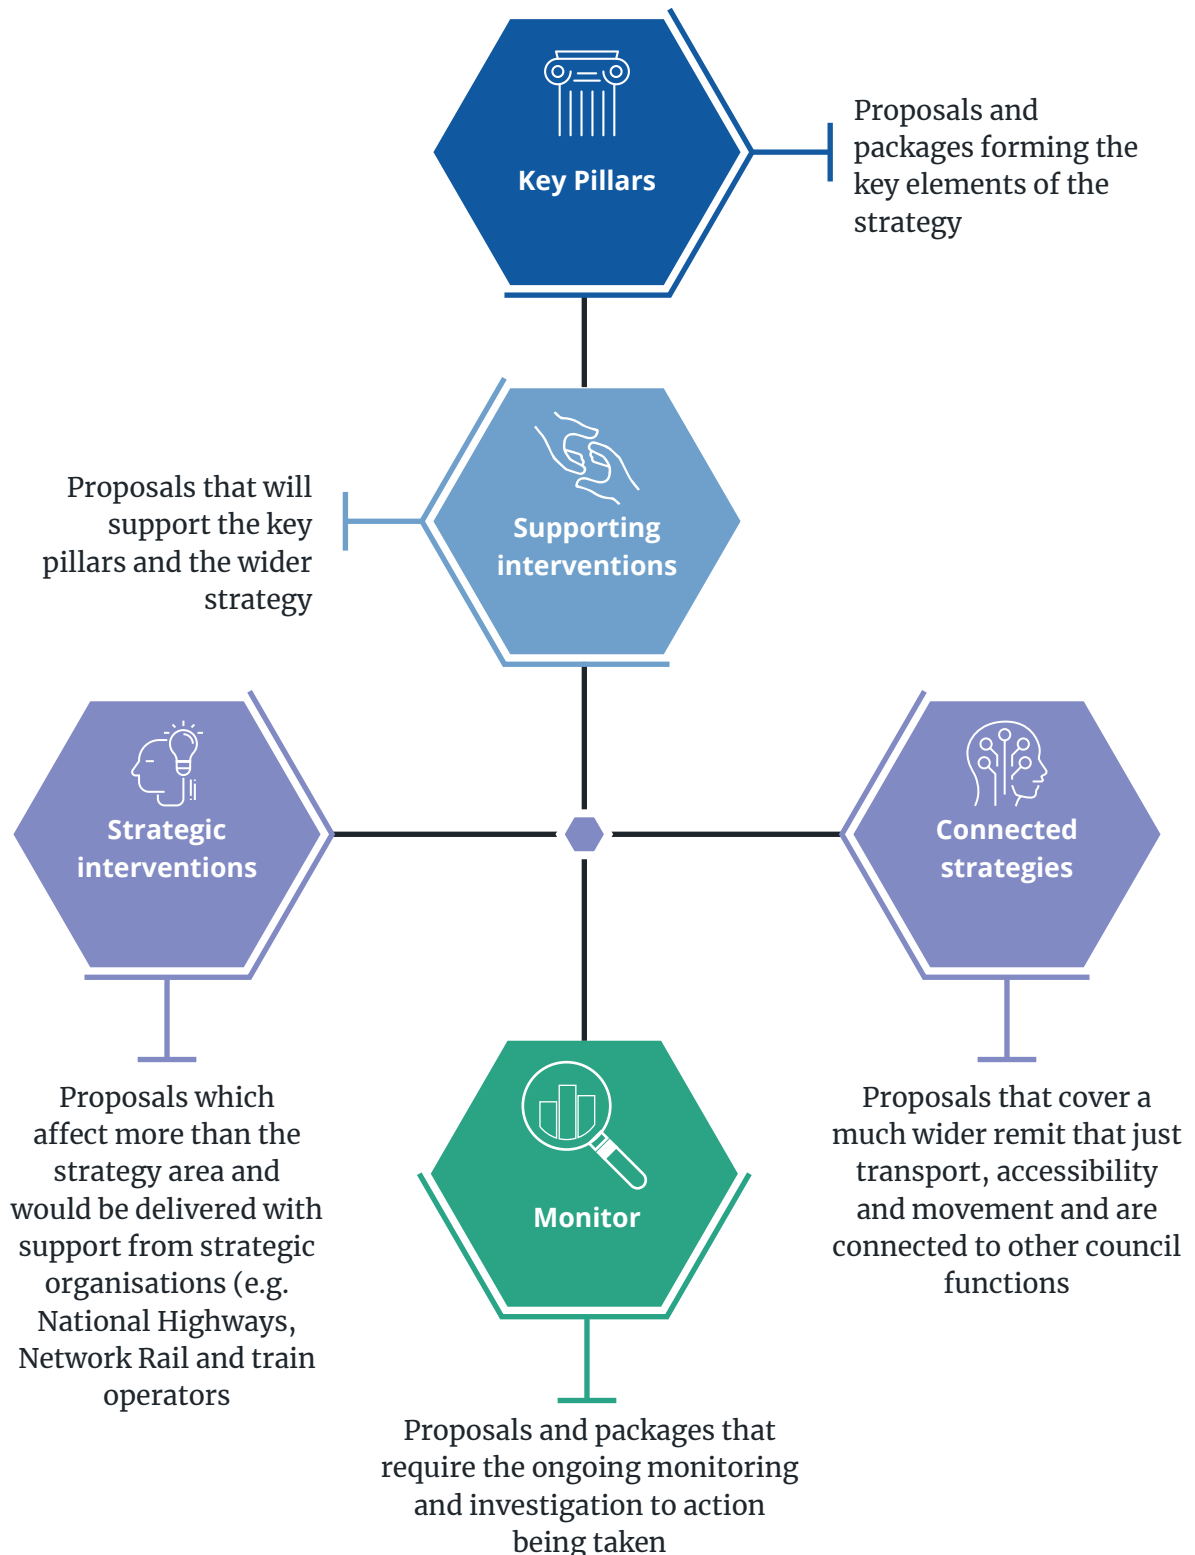 Key Pillars
Proposals and
packages forming the
key elements of the
strategy
Supporting
interventions
Proposals that will
support the key
pillars and the wider
strategy
Strategic
interventions
Proposals which
affect more than the
strategy area and
would be delivered with
support from strategic
organisations (e.g.
National Highways,
Network Rail and train
operators
Connected
strategies
Proposals that cover a
much wider remit that just
transport, accessibility
and movement and are
connected to other council
functions
Monitor
Proposals and packages that
require the ongoing monitoring
and investigation to action
being taken